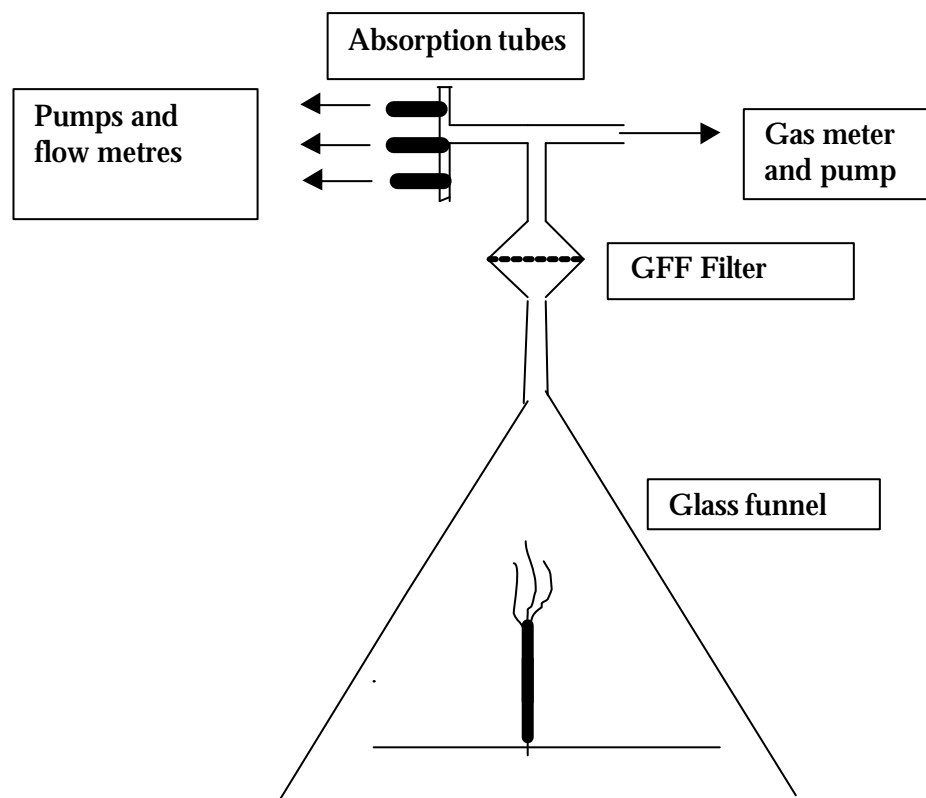 Absorption tubes
Pumps and
flow metres
Gas meter
and pump
GFF Filter
Glass funnel